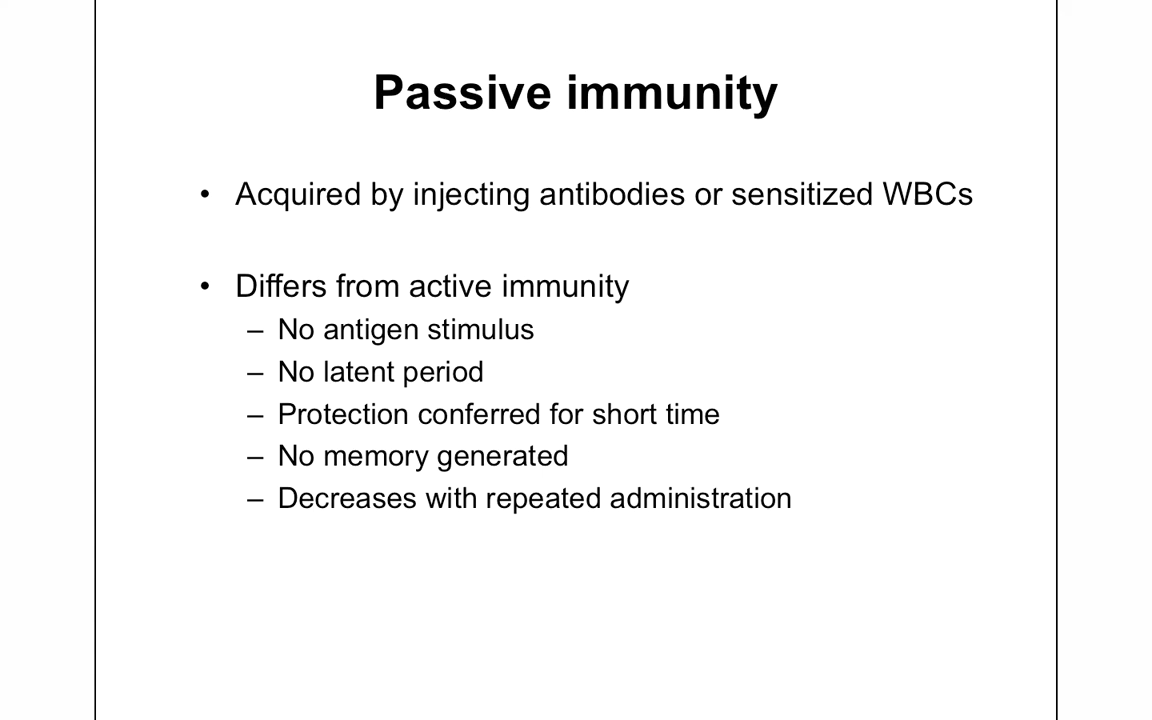 Passive immunity
• Acquired by injecting antibodies or sensitized WBCs
• Differs from active immunity
– No antigen stimulus
– No latent period
– Protection conferred for short time
– No memory generated
– Decreases with repeated administration